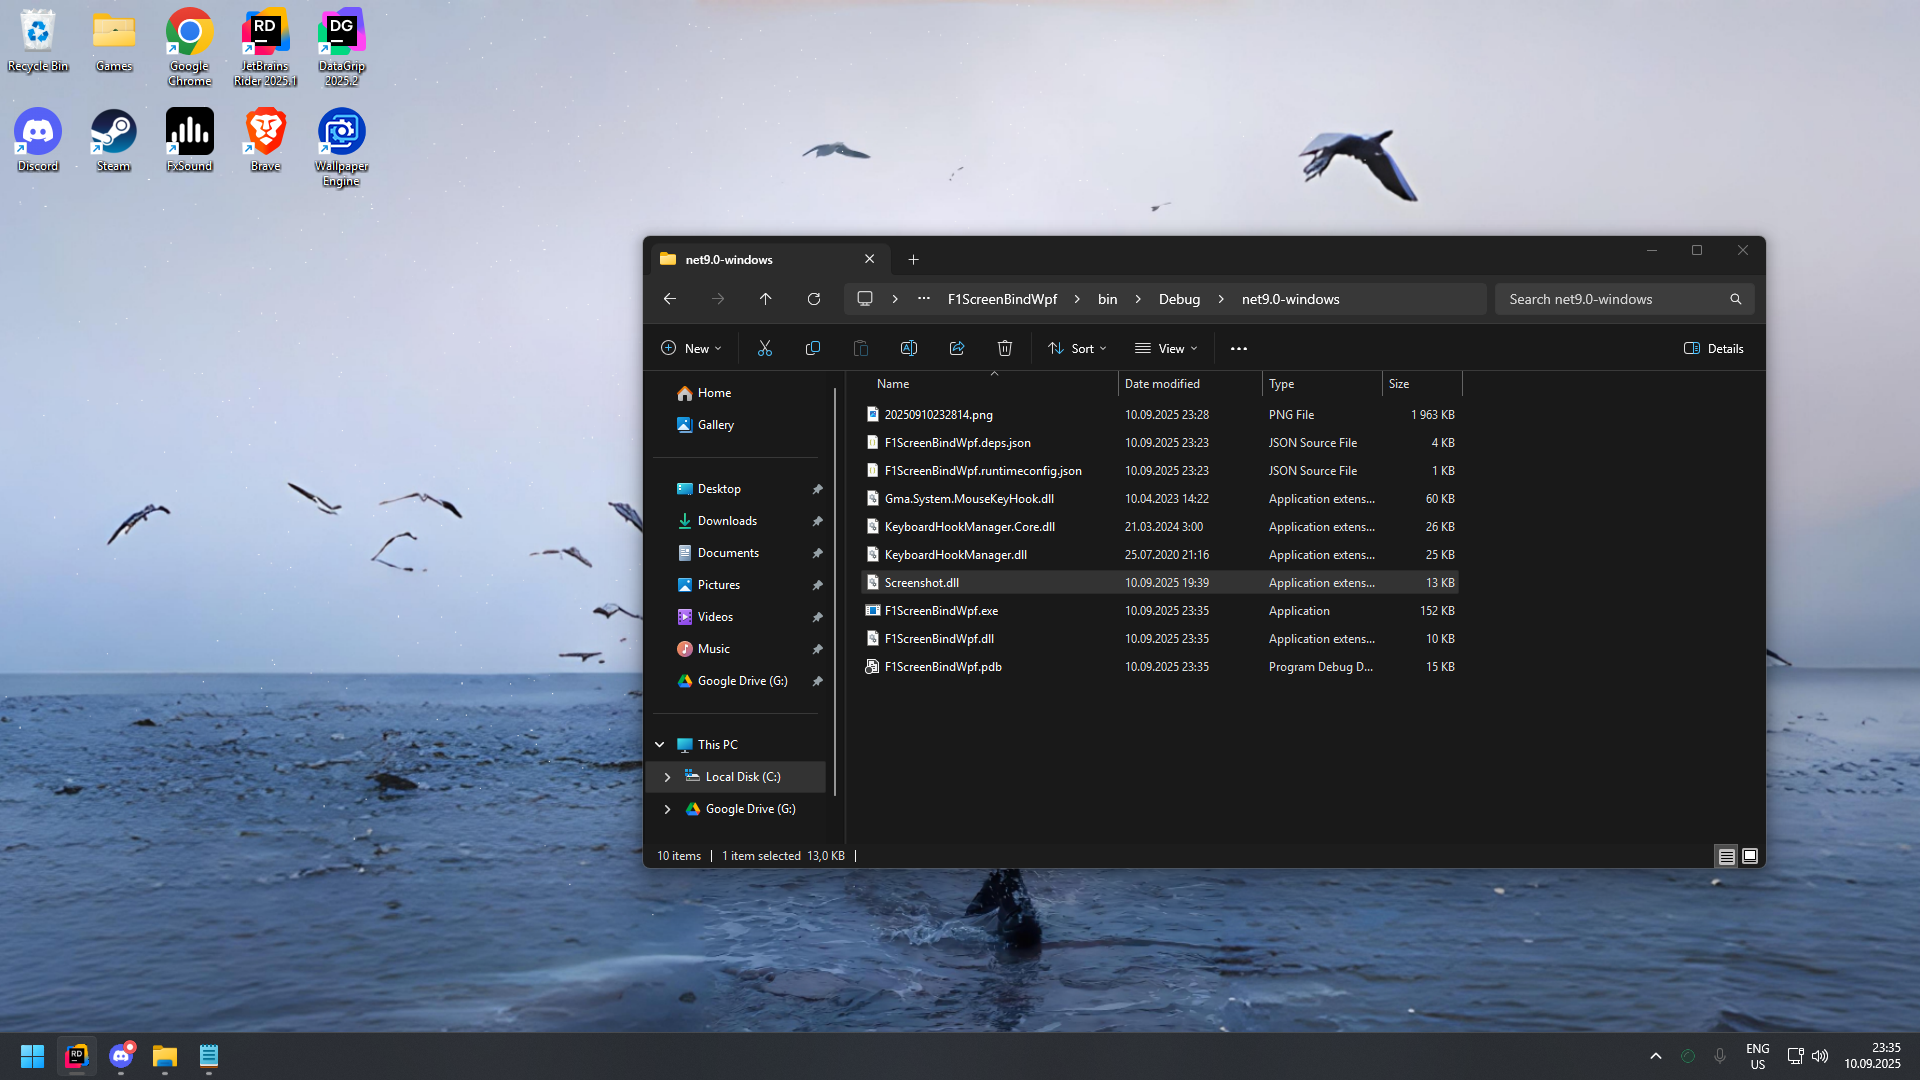 Recycle Bin
Games
Google Chrome
RD
JetBrains Rider 2025.1
DG
DataGrip 2025.2
Discord
Steam
FxSound
Brave
Wallpaper Engine
net9.0-windows
F1ScreenBindWpf
bin
Debug
net9.0-windows
Search net9.0-windows
New
Sort
View
Details
Home
Gallery
Desktop
Downloads
Documents
Pictures
Videos
Music
Google Drive (G:)
This PC
Local Disk (C:)
Google Drive (G:)
Name Date modified Type Size
20250910232814.png 10.09.2025 23:28 PNG File 1 963 KB
F1ScreenBindWpf.deps.json 10.09.2025 23:23 JSON Source File 4 KB
F1ScreenBindWpf.runtimeconfig.json 10.09.2025 23:23 JSON Source File 1 KB
Gma.System.MouseKeyHook.dll 10.04.2023 14:22 Application extens... 60 KB
KeyboardHookManager.Core.dll 21.03.2024 3:00 Application extens... 26 KB
KeyboardHookManager.dll 25.07.2020 21:16 Application extens... 25 KB
Screenshot.dll 10.09.2025 19:39 Application extens... 13 KB
F1ScreenBindWpf.exe 10.09.2025 23:35 Application 152 KB
F1ScreenBindWpf.dll 10.09.2025 23:35 Application extens... 10 KB
F1ScreenBindWpf.pdb 10.09.2025 23:35 Program Debug D... 15 KB
10 items 1 item selected 13,0 KB
RD
ENG
US
23:35
10.09.2025